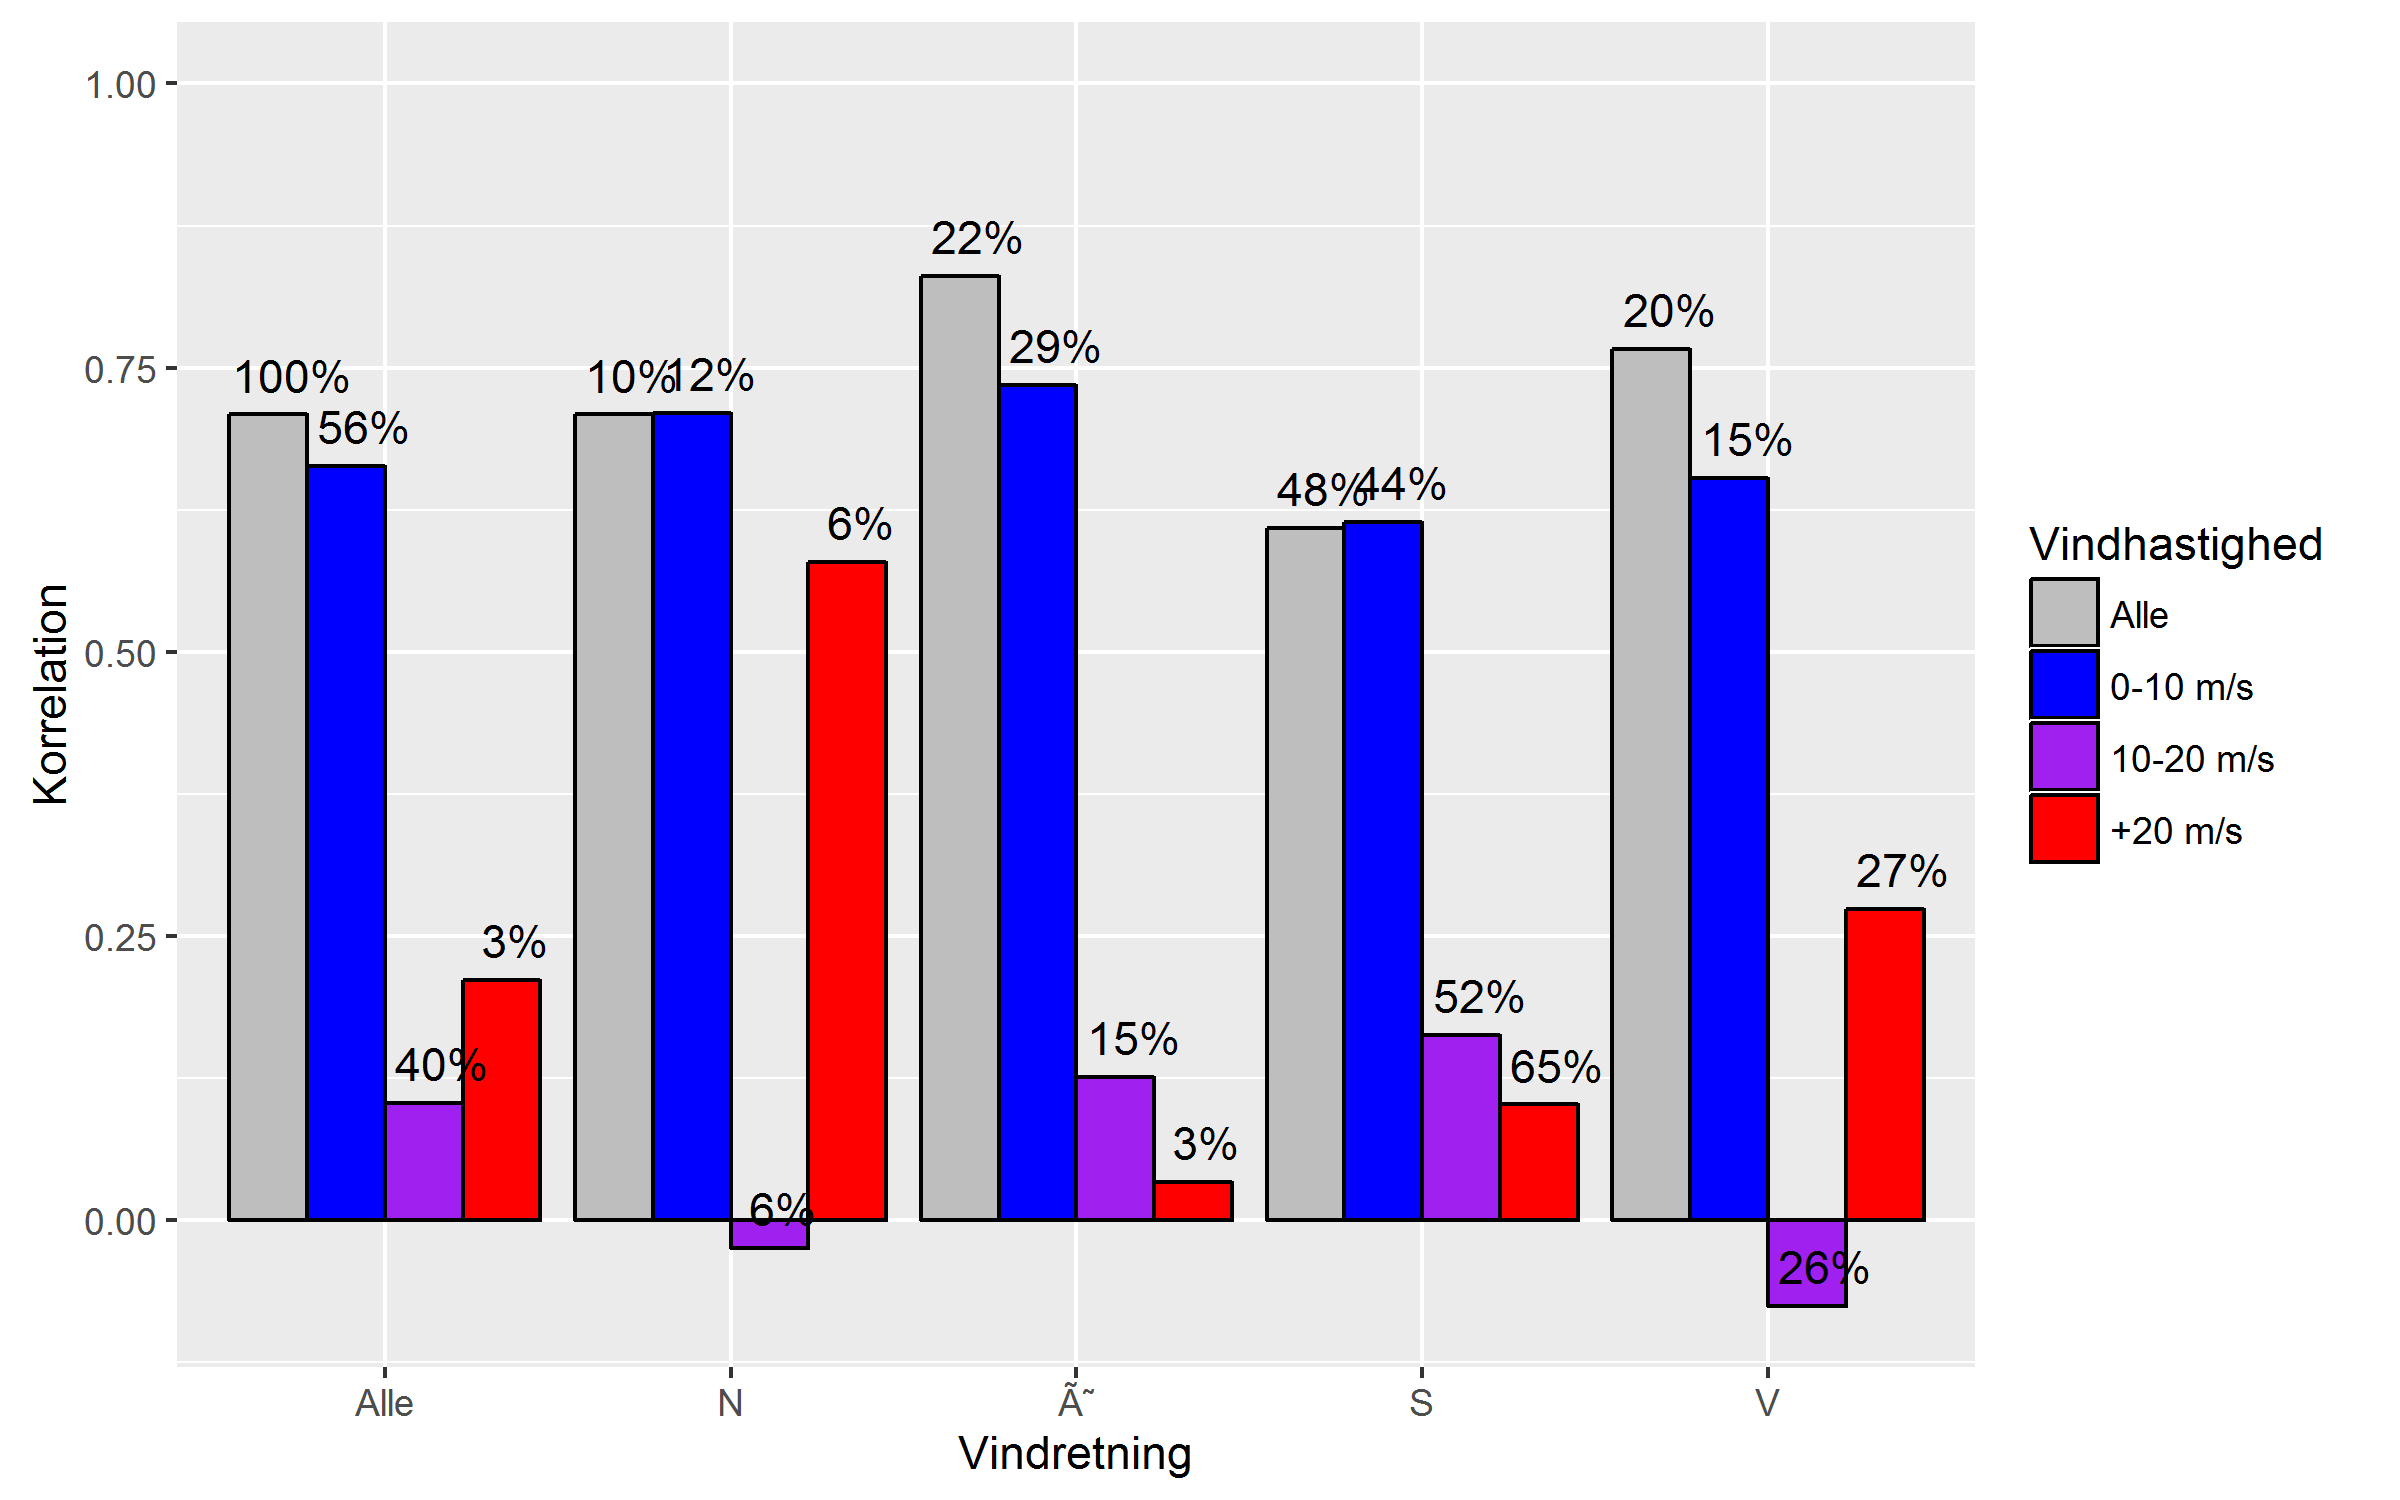 1.00
0.75
0.50
0.25
0.00
Korrelation
100%
56%
40%
3%
10%
12%
6%
6%
22%
29%
15%
3%
48%
44%
52%
65%
20%
15%
26%
27%
Alle
N
Ã˜
S
V
Vindretning
Vindhastighed
Alle
0-10 m/s
10-20 m/s
+20 m/s